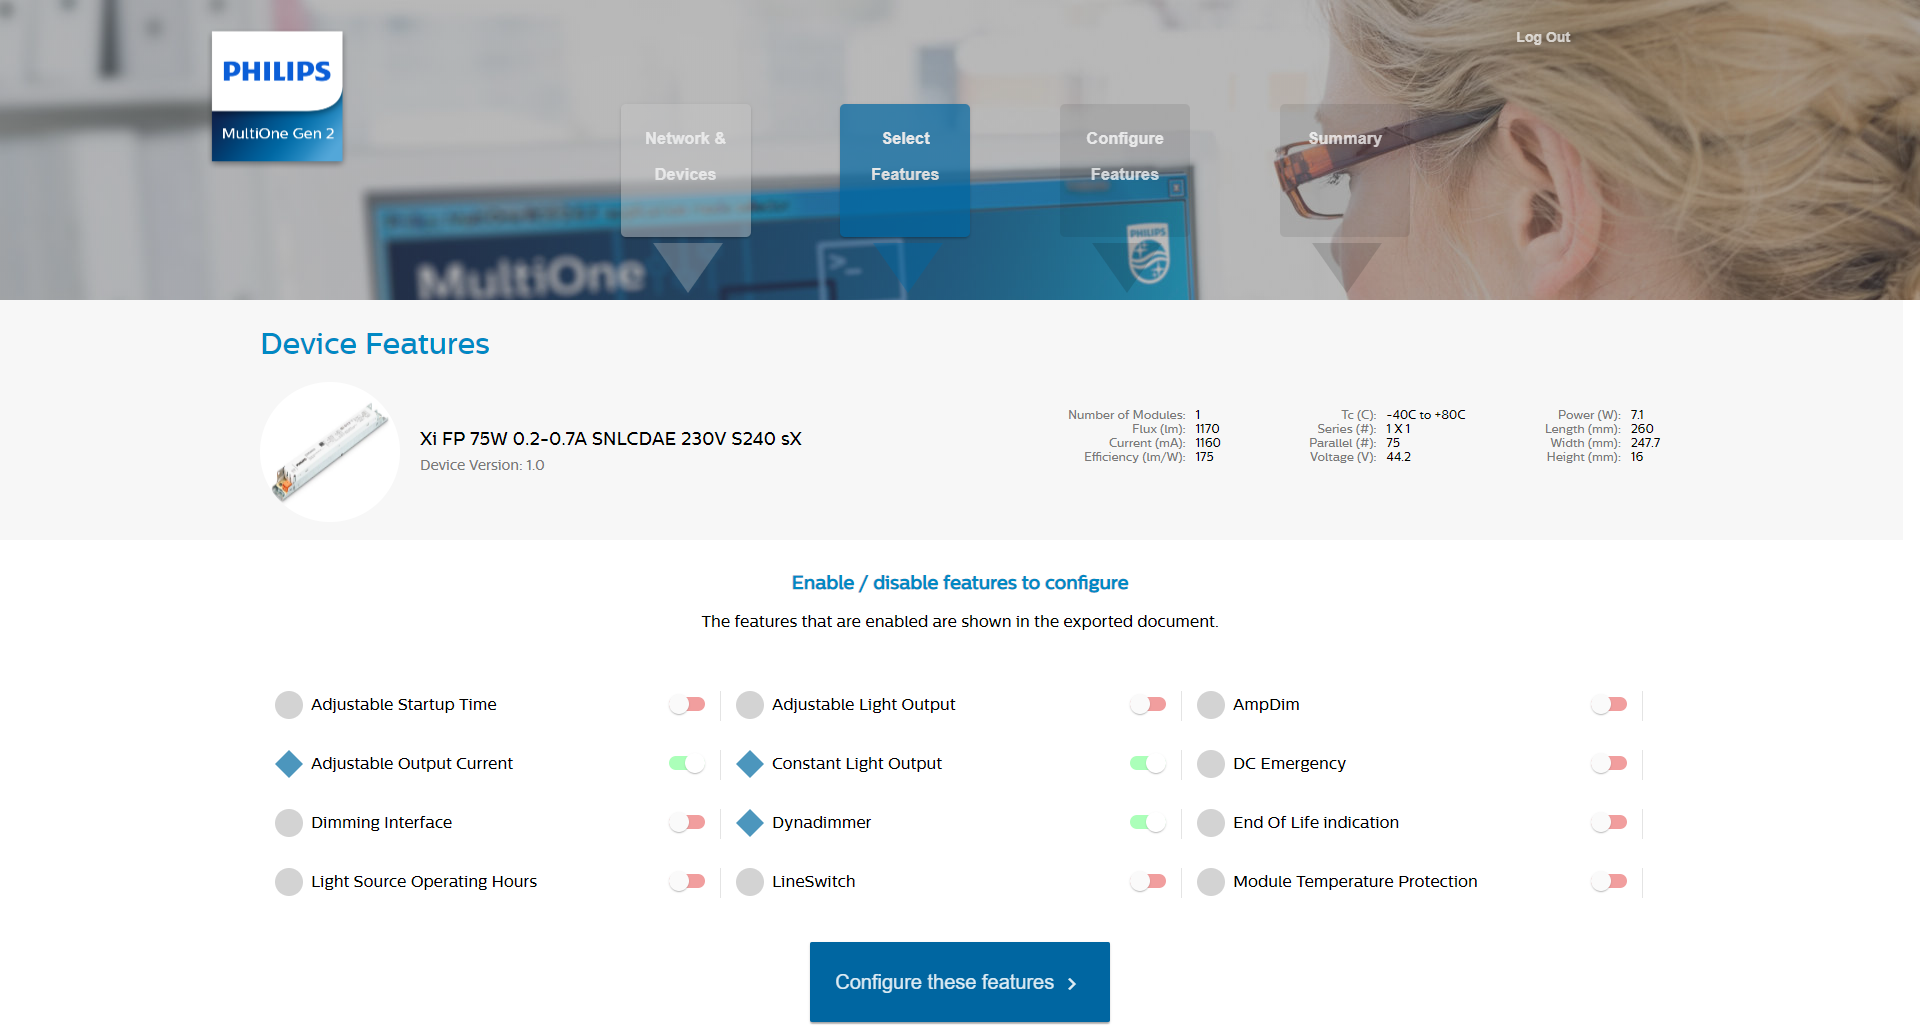 Log Out
PHILIPS
MultiOne Gen 2
Network &
Devices
Select
Features
Configure
Features
Summary
PHILIPS
MultiOne
>_
Device Features
Xi FP 75W 0.2-0.7A SNLCDAE 230V S240 sX
Device Version: 1.0
Number of Modules: 1
Flux (lm): 1170
Current (mA): 1160
Efficiency (lm/W): 175
Tc (C): -40C to +80C
Series (#): 1 X 1
Parallel (#): 75
Voltage (V): 44.2
Power (W): 7.1
Length (mm): 260
Width (mm): 247.7
Height (mm): 16
Enable / disable features to configure
The features that are enabled are shown in the exported document.
Adjustable Startup Time
Adjustable Light Output
AmpDim
Adjustable Output Current
Constant Light Output
DC Emergency
Dimming Interface
Dynadimmer
End Of Life indication
Light Source Operating Hours
LineSwitch
Module Temperature Protection
Configure these features >